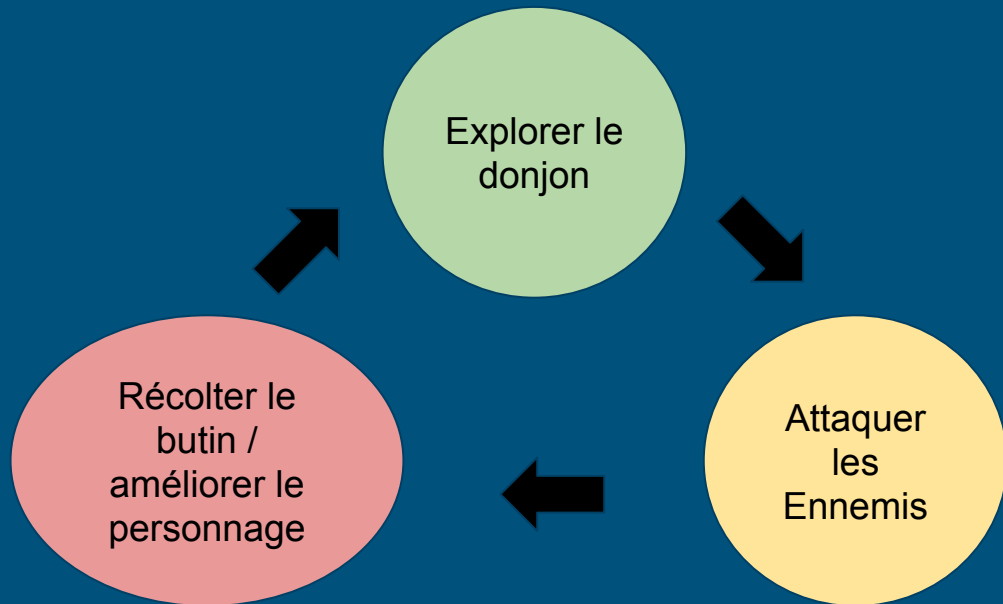 Explorer le
donjon
Attaquer
les
Ennemis
Récolter le
butin /
améliorer le
personnage